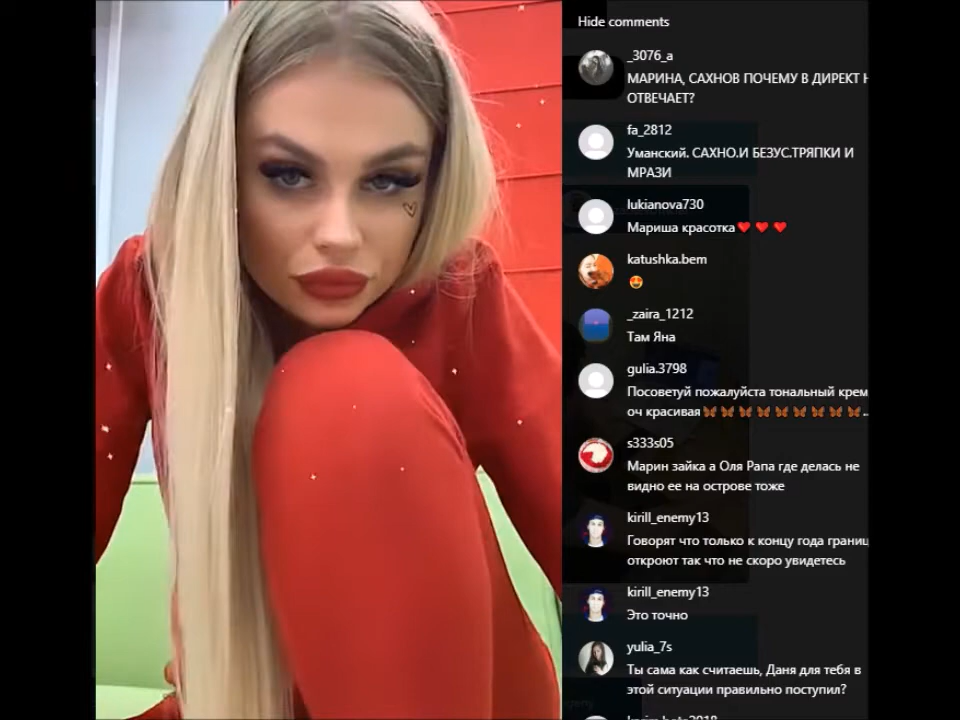 Hide comments
_3076_a
МАРИНА, САХНОВ ПОЧЕМУ В ДИРЕКТ Н
ОТВЕЧАЕТ?
fa_2812
Уманский. САХНО.И БЕЗУС.ТРЯПКИ И
МРАЗИ
lukianova730
Мариша красотка❤️❤️❤️
katushka.bem
😍
_zaira_1212
Там Яна
gulia.3798
Посоветуй пожалуйста тональный крем
оч красивая🦋🦋🦋🦋🦋🦋🦋🦋🦋..
s333s05
Марин зайка а Оля Рапа где делась не
видно ее на острове тоже
kirill_enemy13
Говорят что только к концу года границ
откроют так что не скоро увидетесь
kirill_enemy13
Это точно
yulia_7s
Ты сама как считаешь, Даня для тебя в
этой ситуации правильно поступил?